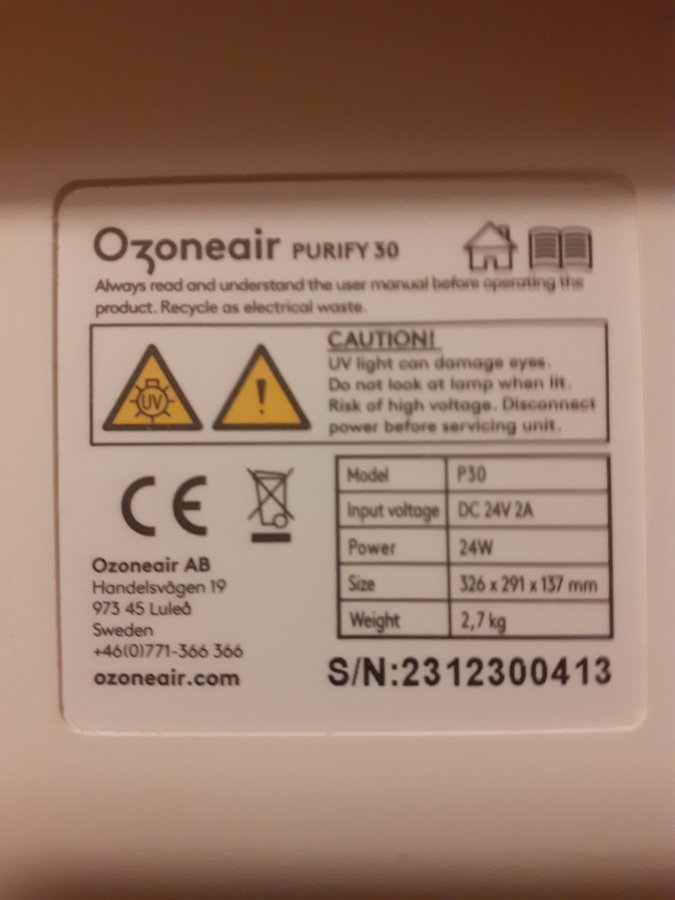 Ozoneair PURIFY 30
Always read and understand the user manual before operating the
product. Recycle as electrical waste.
CAUTION!
UV light can damage eyes.
Do not look at lamp when lit.
Risk of high voltage. Disconnect
power before servicing unit.
UV
!
CE
Model P30
Input voltage DC 24V 2A
Power 24W
Size 326 x 291 x 137 mm
Weight 2,7 kg
Ozoneair AB
Handelsvägen 19
973 45 Luleå
Sweden
+46(0)771-366 366
ozoneair.com
S/N:2312300413